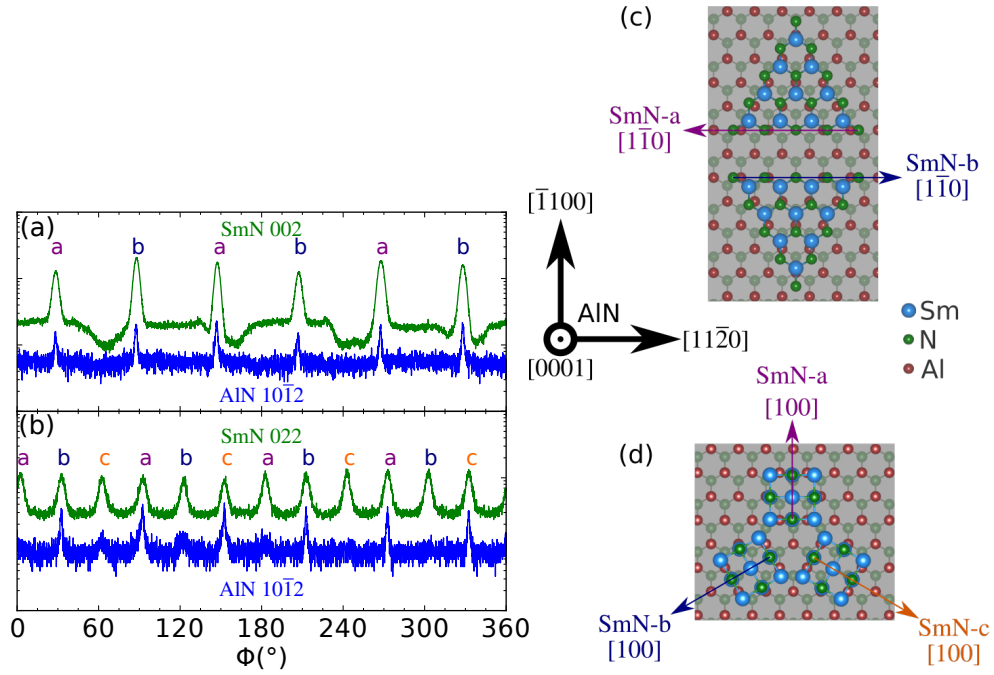 (a)
SmN 002
a
b
a
b
a
b
AlN 101̅2
(b)
SmN 022
a
b
c
a
b
c
a
b
c
a
b
c
AlN 101̅2
0
60
120
180
240
300
360
Φ(°)
(c)
SmN-a
[11̅0]
SmN-b
[11̅0]
[1̅100]
AlN
[112̅0]
[0001]
Sm
N
Al
(d)
SmN-a
[100]
SmN-b
[100]
SmN-c
[100]